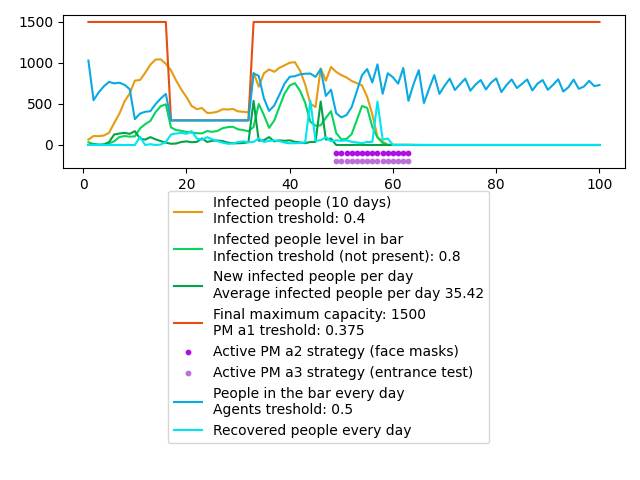 1500
1000
500
0
0
20
40
60
80
100
Infected people (10 days)
Infection treshold: 0.4
Infected people level in bar
Infection treshold (not present): 0.8
New infected people per day
Average infected people per day 35.42
Final maximum capacity: 1500
PM a1 treshold: 0.375
Active PM a2 strategy (face masks)
Active PM a3 strategy (entrance test)
People in the bar every day
Agents treshold: 0.5
Recovered people every day